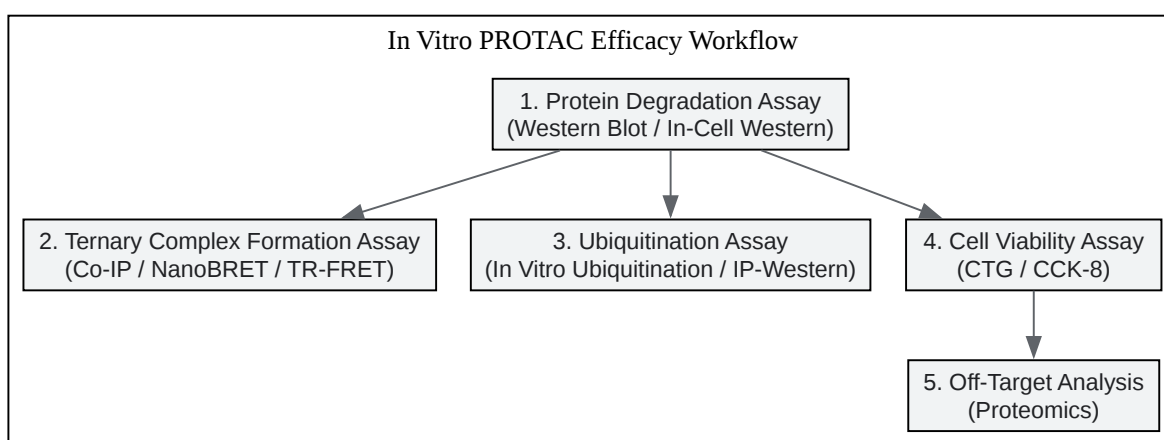 In Vitro PROTAC Efficacy Workflow
1. Protein Degradation Assay
(Western Blot / In-Cell Western)
2. Ternary Complex Formation Assay
(Co-IP / NanoBRET / TR-FRET)
3. Ubiquitination Assay
(In Vitro Ubiquitination / IP-Western)
4. Cell Viability Assay
(CTG / CCK-8)
5. Off-Target Analysis
(Proteomics)